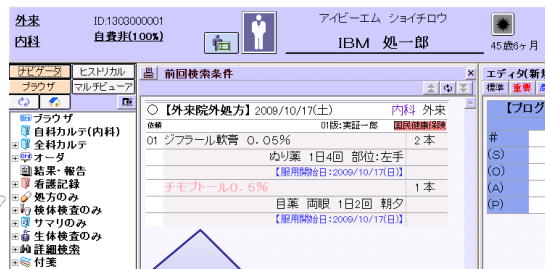 外来 ID:1303000001 アイビーエム ショイチロウ
内科 自費非(100%) IBM 処一郎 45歳6ヶ月
ナビゲータ ヒストリカル 前回検索条件 エディタ(新規
ブラウザ マルチビューア 標準 重要
ブラウザ
自科カルテ(内科)
全科カルテ
オーダ
結果・報告
看護記録
処方のみ
検体検査のみ
サマリのみ
生体検査のみ
詳細検索
付箋
○【外来院外処方】2009/10/17(土) 内科 外来
依頼 01版:実証一郎 国民健康保険
01 ジフラール軟膏 0.05% 2本
ぬり薬 1日4回 部位:左手
【服用開始日:2009/10/17(日)】
チモプトール0.5% 1本
目薬 両眼 1日2回 朝夕
【服用開始日:2009/10/17(日)】
【プログ
#
(S)
(O)
(A)
(P)